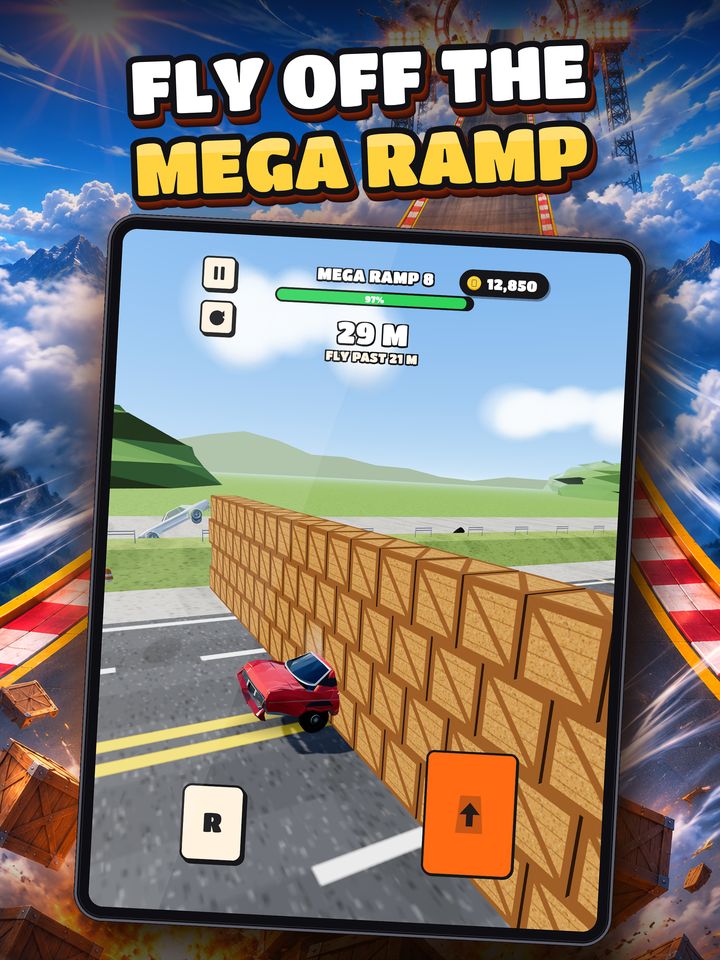 FLY OFF THE
MEGA RAMP
MEGA RAMP 8
12,850
97%
29 M
FLY PAST 21 M
R